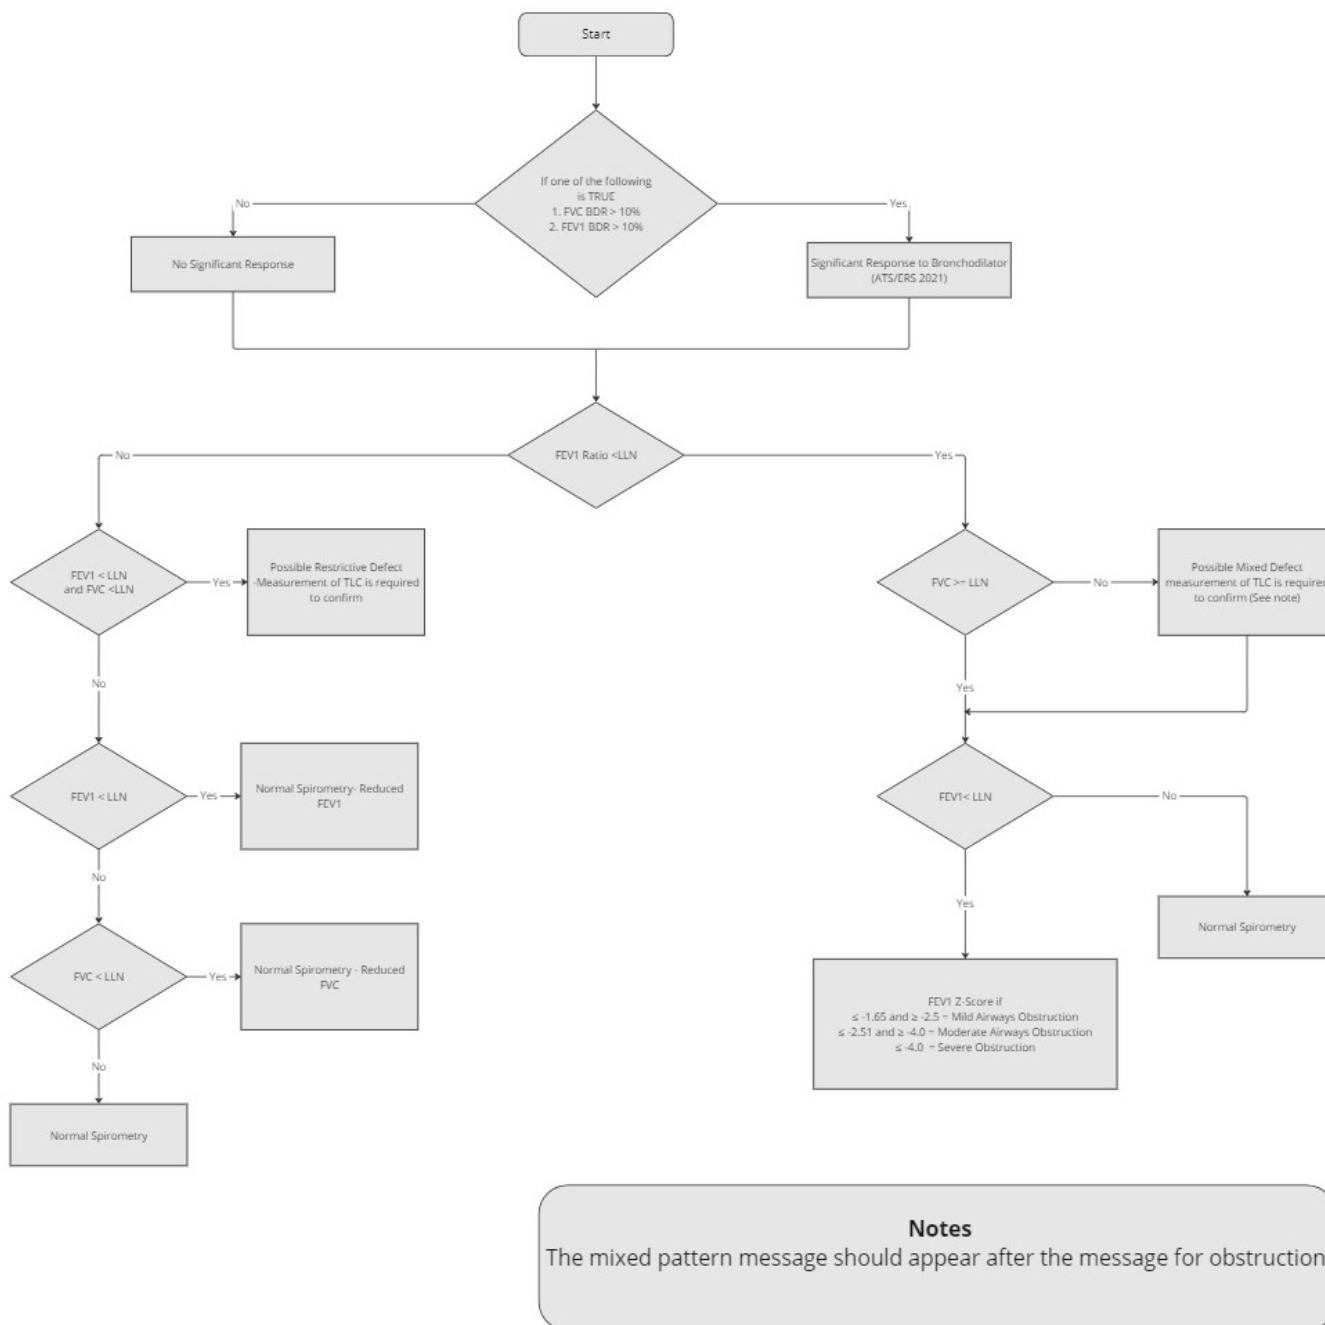 Start
If one of the following
is TRUE
1. FVC BDR > 10%
2. FEV1 BDR > 10%
No
Yes
No Significant Response
Significant Response to Bronchodilator
(ATS/ERS 2021)
FEV1 Ratio <LLN
No
Yes
FEV1 < LLN
and FVC <LLN
Yes
Possible Restrictive Defect
-Measurement of TLC is required
to confirm
FVC >= LLN
No
Possible Mixed Defect
measurement of TLC is required
to confirm (See note)
No
Yes
FEV1 < LLN
Yes
Normal Spirometry- Reduced
FEV1
FEV1< LLN
No
No
Yes
Normal Spirometry
FVC < LLN
Yes
Normal Spirometry - Reduced
FVC
FEV1 Z-Score if
≤ -1.65 and ≥ -2.5 = Mild Airways Obstruction
≤ -2.51 and ≥ -4.0 = Moderate Airways Obstruction
≤ -4.0 = Severe Obstruction
No
Normal Spirometry
Notes
The mixed pattern message should appear after the message for obstruction